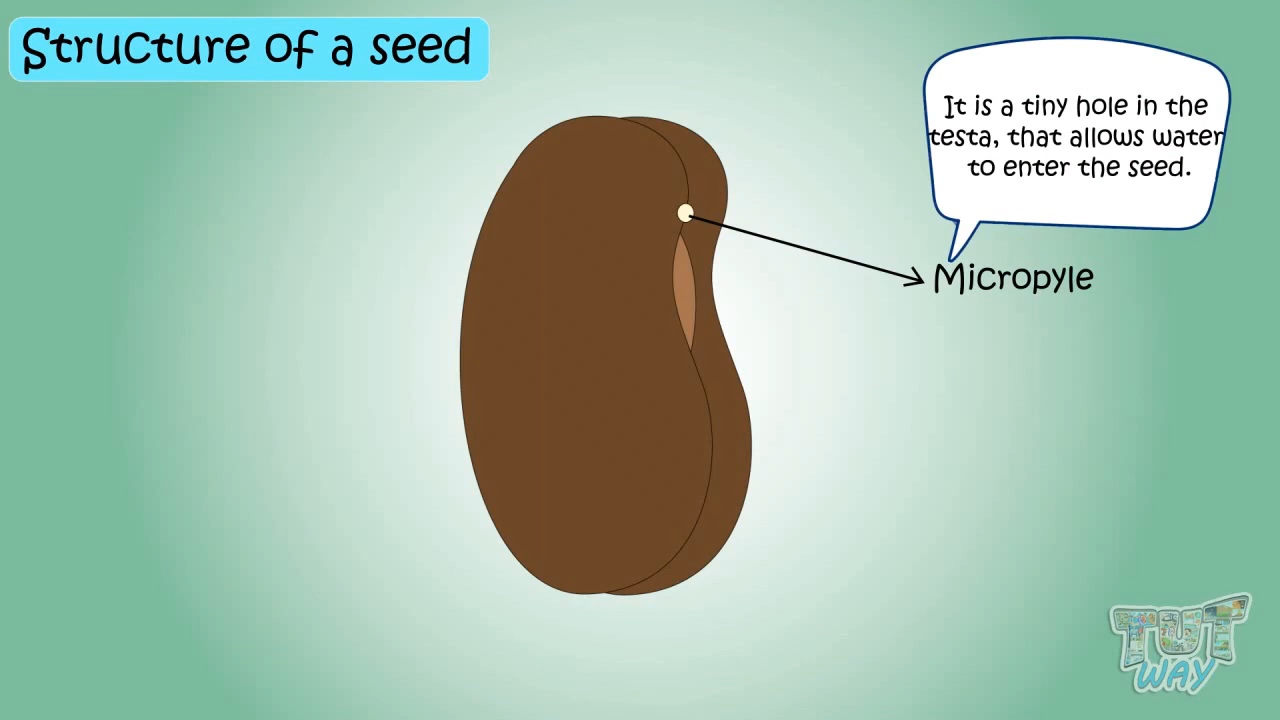 Structure of a seed
It is a tiny hole in the
testa, that allows water
to enter the seed.
Micropyle
TUT
WAY